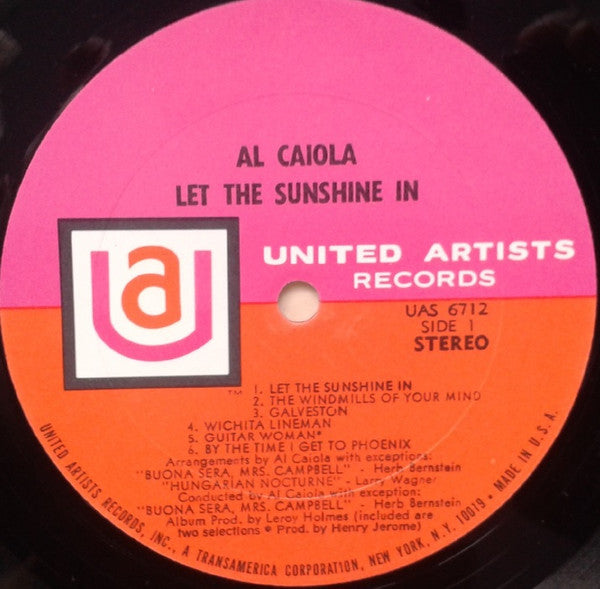 AL CAIOLA
LET THE SUNSHINE IN
ua
UNITED ARTISTS
RECORDS
UAS 6712
SIDE 1
STEREO
TM
1. LET THE SUNSHINE IN
2. THE WINDMILLS OF YOUR MIND
3. GALVESTON
4. WICHITA LINEMAN
5. GUITAR WOMAN*
6. BY THE TIME I GET TO PHOENIX
Arrangements by Al Caiola with exceptions:
"BUONA SERA, MRS. CAMPBELL" - Herb Bernstein
"HUNGARIAN NOCTURNE" - Larry Wagner
Conducted by Al Caiola with exception:
"BUONA SERA, MRS. CAMPBELL" - Herb Bernstein
Album Prod. by Leroy Holmes (included are
two selections * Prod. by Henry Jerome)
UNITED ARTISTS RECORDS, INC., A TRANSAMERICA CORPORATION, NEW YORK, N.Y. 10019 • MADE IN U.S.A.